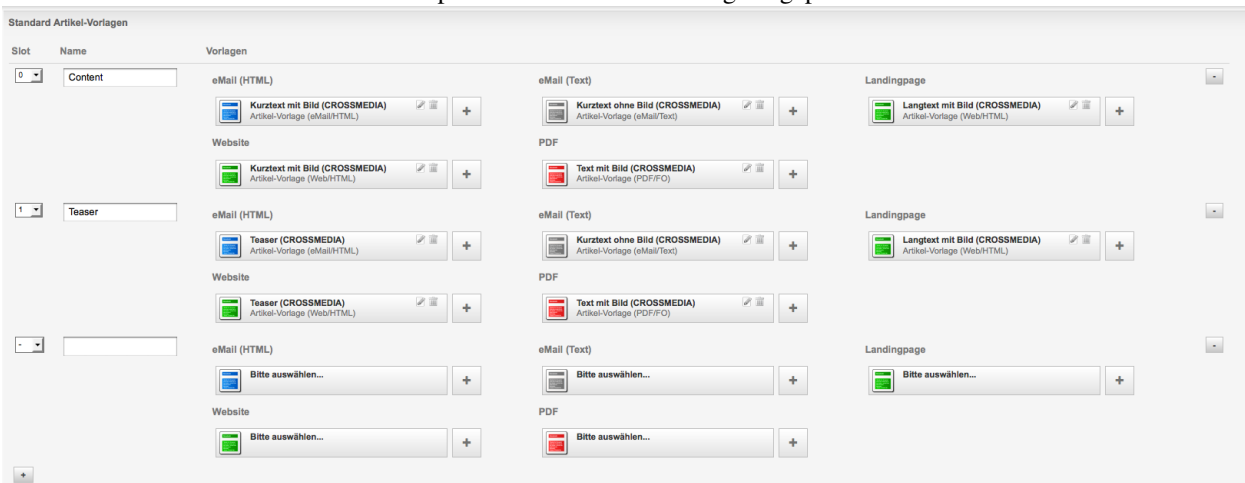 Standard Artikel-Vorlagen
Slot Name Vorlagen
0 Content eMail (HTML) eMail (Text) Landingpage -
Kurztext mit Bild (CROSSMEDIA) + Kurztext ohne Bild (CROSSMEDIA) + Langtext mit Bild (CROSSMEDIA) +
Artikel-Vorlage (eMail/HTML) Artikel-Vorlage (eMail/Text) Artikel-Vorlage (Web/HTML)
Website PDF
Kurztext mit Bild (CROSSMEDIA) + Text mit Bild (CROSSMEDIA) +
Artikel-Vorlage (Web/HTML) Artikel-Vorlage (PDF/FO)
1 Teaser eMail (HTML) eMail (Text) Landingpage -
Teaser (CROSSMEDIA) + Kurztext ohne Bild (CROSSMEDIA) + Langtext mit Bild (CROSSMEDIA) +
Artikel-Vorlage (eMail/HTML) Artikel-Vorlage (eMail/Text) Artikel-Vorlage (Web/HTML)
Website PDF
Teaser (CROSSMEDIA) + Text mit Bild (CROSSMEDIA) +
Artikel-Vorlage (Web/HTML) Artikel-Vorlage (PDF/FO)
- eMail (HTML) eMail (Text) Landingpage -
Bitte auswählen... + Bitte auswählen... + Bitte auswählen... +
Website PDF
Bitte auswählen... + Bitte auswählen... +
+